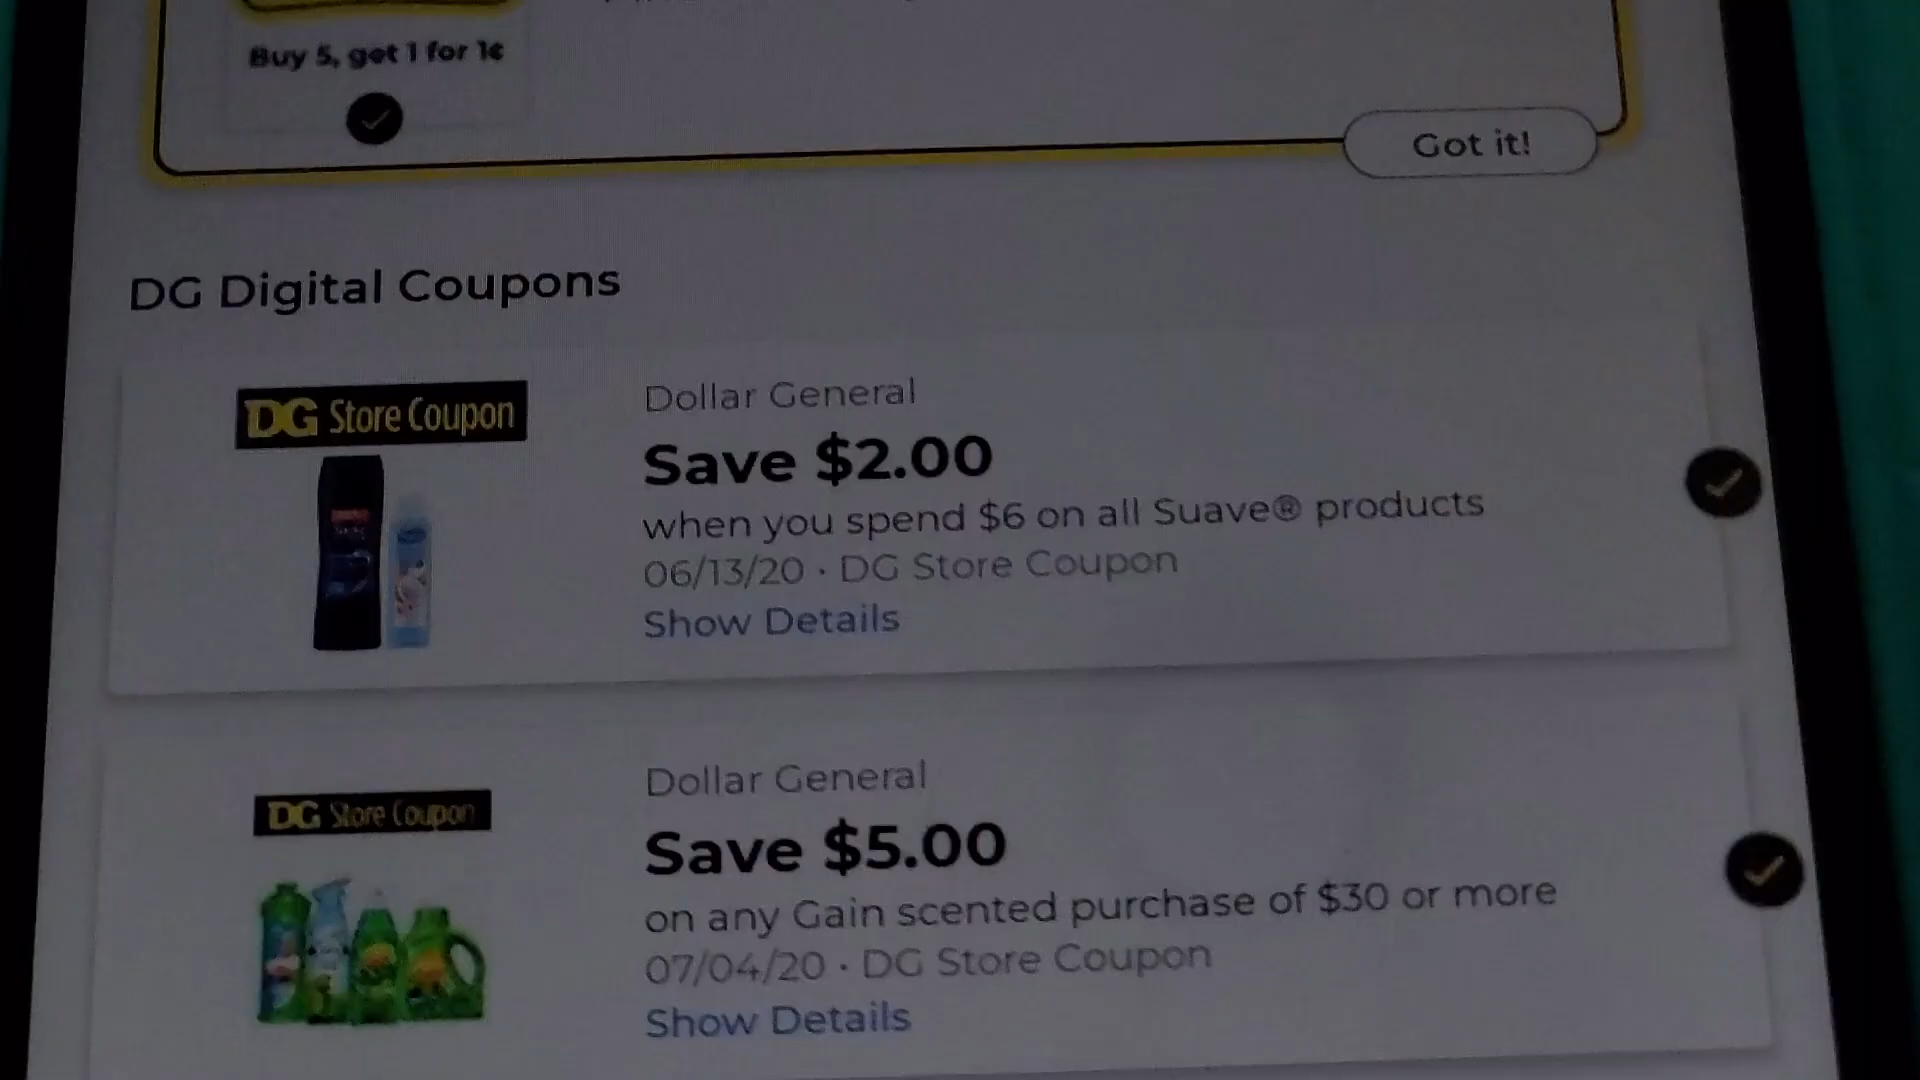 Buy 5, get 1 for 1¢
Got it!
DG Digital Coupons
DG Store Coupon
Dollar General
Save $2.00
when you spend $6 on all Suave® products
06/13/20 · DG Store Coupon
Show Details
DG Store Coupon
Dollar General
Save $5.00
on any Gain scented purchase of $30 or more
07/04/20 · DG Store Coupon
Show Details